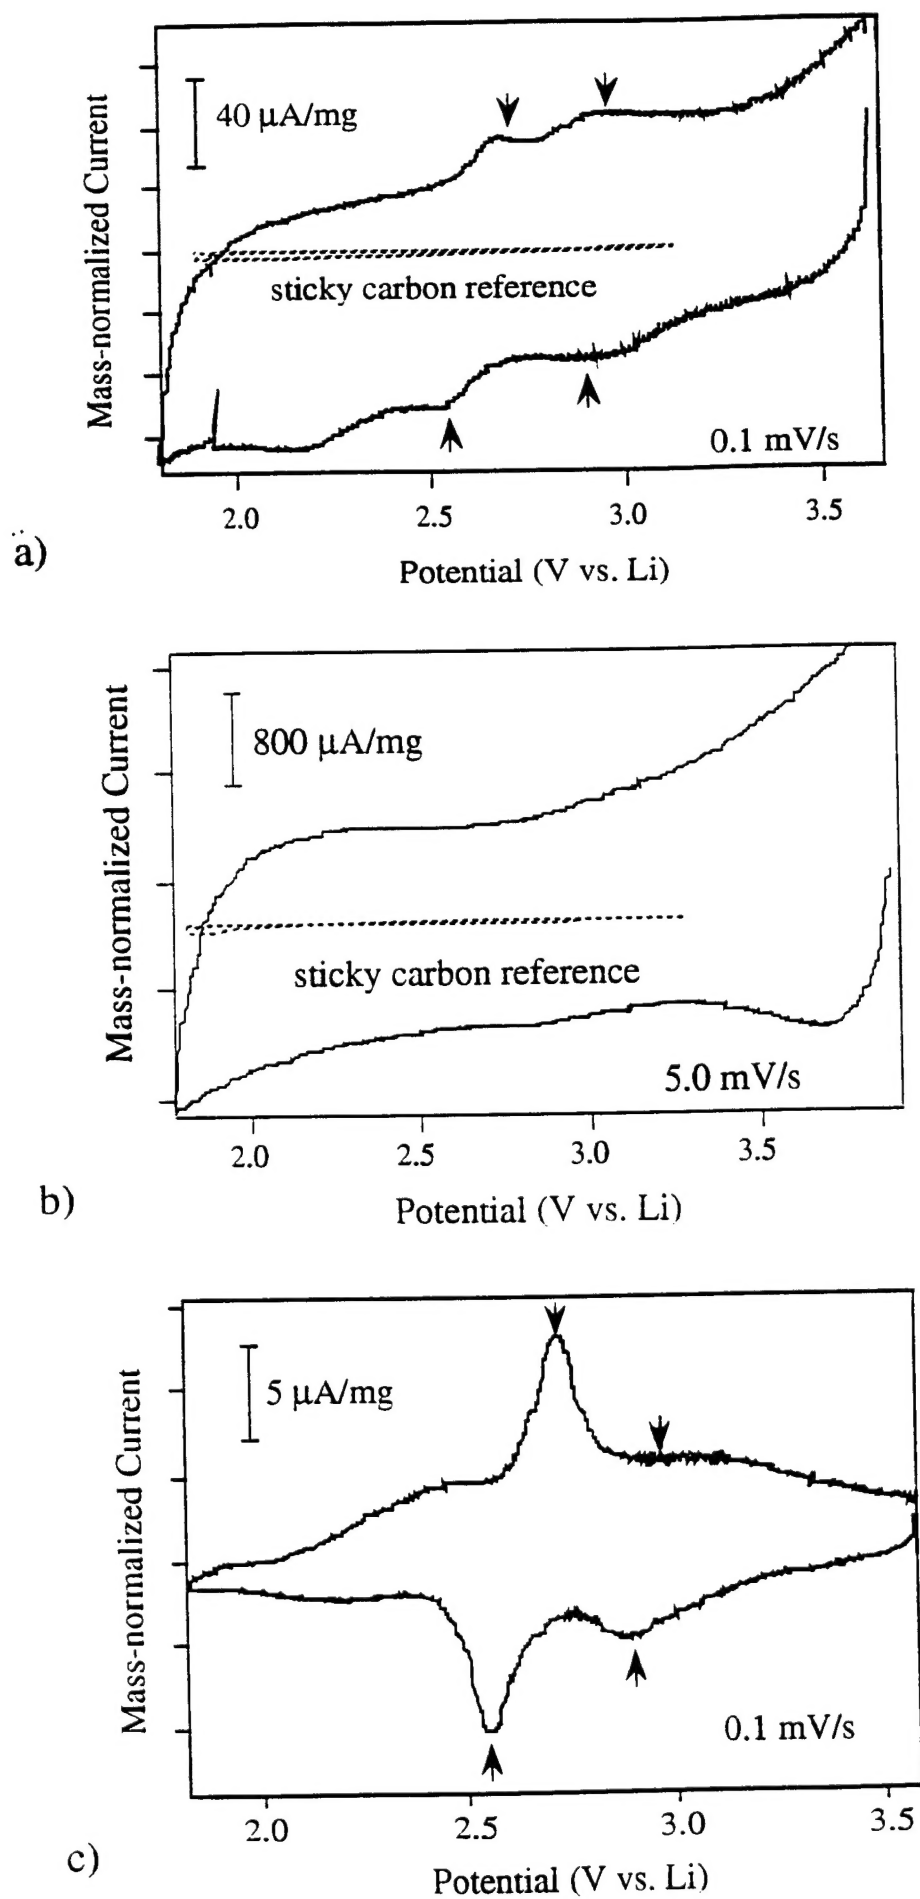 40 µA/mg
Mass-normalized Current
sticky carbon reference
0.1 mV/s
2.0 2.5 3.0 3.5
a)
Potential (V vs. Li)
800 µA/mg
Mass-normalized Current
sticky carbon reference
5.0 mV/s
2.0 2.5 3.0 3.5
b)
Potential (V vs. Li)
5 µA/mg
Mass-normalized Current
0.1 mV/s
2.0 2.5 3.0 3.5
c)
Potential (V vs. Li)